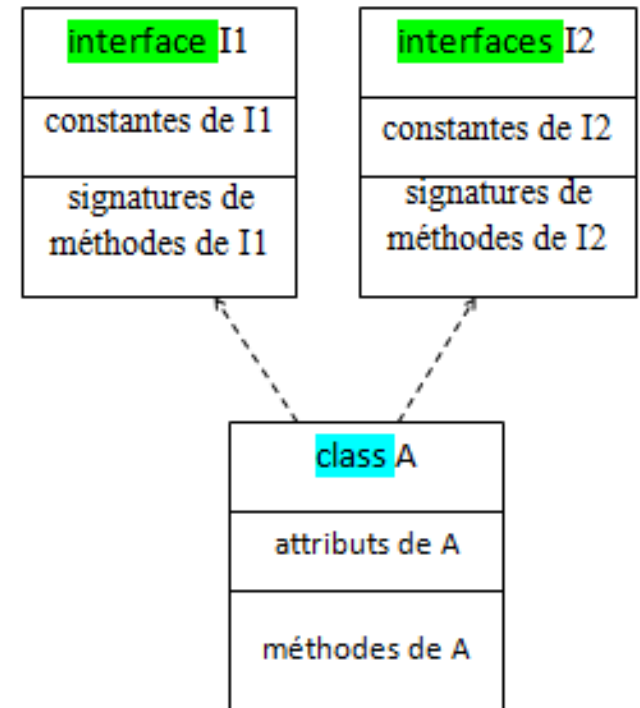 interface I1
constantes de I1
signatures de
méthodes de I1
interfaces I2
constantes de I2
signatures de
méthodes de I2
class A
attributs de A
méthodes de A